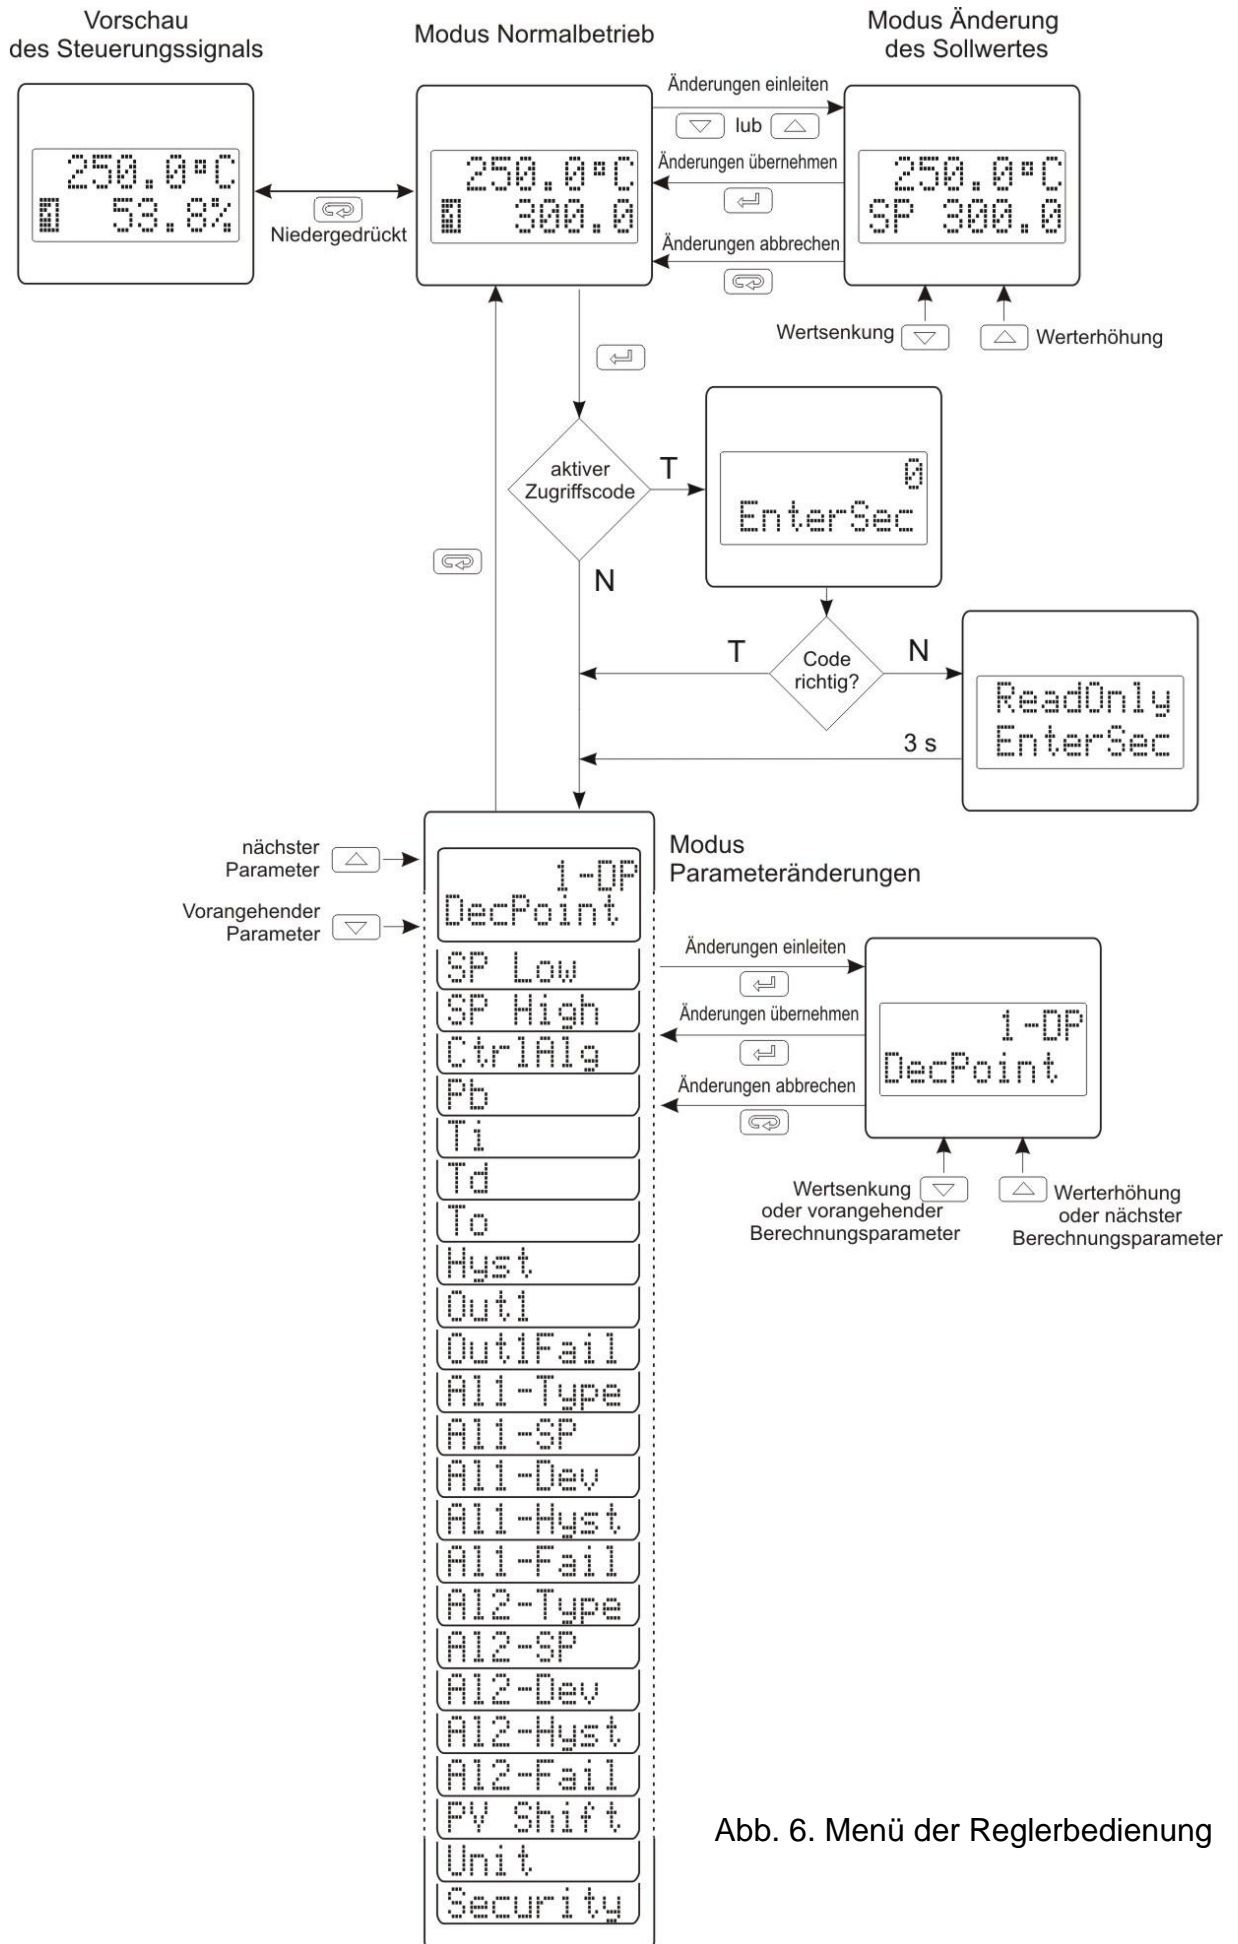 Vorschau
des Steuerungssignals
Modus Normalbetrieb
Modus Änderung
des Sollwertes
250.0°C
53.8%
Niedergedrückt
250.0°C
300.0
Änderungen einleiten
lub
Änderungen übernehmen
Änderungen abbrechen
250.0°C
SP 300.0
Wertsenkung
Werterhöhung
aktiver
Zugriffscode
T
N
0
EnterSec
Code
richtig?
T
N
ReadOnly
EnterSec
3 s
nächster
Parameter
Vorangehender
Parameter
Modus
Parameteränderungen
1-DP
DecPoint
SP Low
SP High
CtrlAlg
Pb
Ti
Td
To
Hyst
Out1
Out1Fail
Al1-Type
Al1-SP
Al1-Dev
Al1-Hyst
Al1-Fail
Al2-Type
Al2-SP
Al2-Dev
Al2-Hyst
Al2-Fail
PV Shift
Unit
Security
Änderungen einleiten
Änderungen übernehmen
Änderungen abbrechen
1-DP
DecPoint
Wertsenkung
oder vorangehender
Berechnungsparameter
Werterhöhung
oder nächster
Berechnungsparameter
Abb. 6. Menü der Reglerbedienung